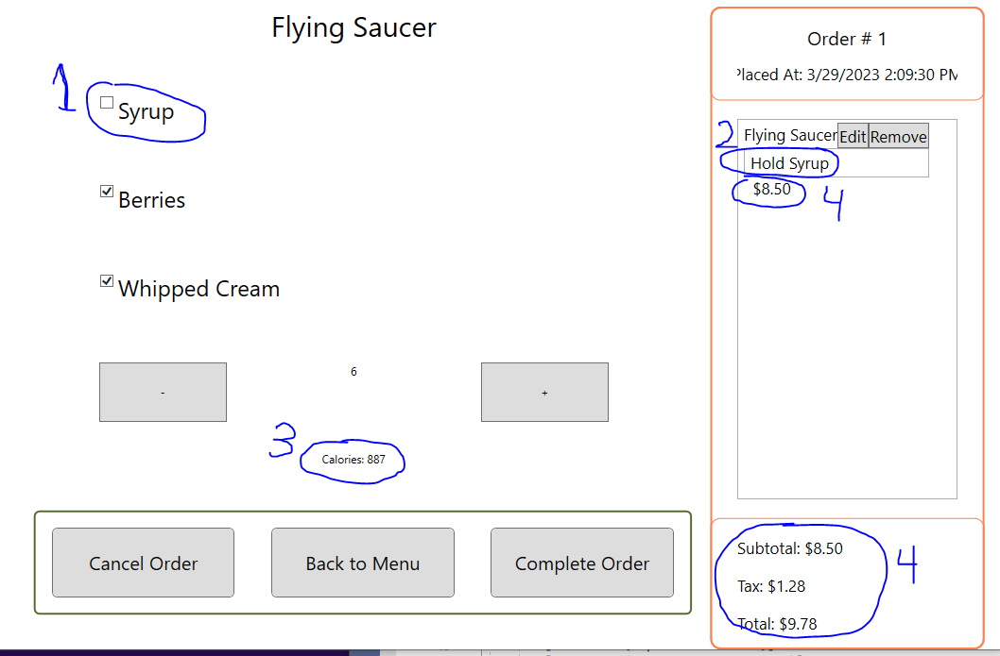 Flying Saucer
1
Syrup
Berries
Whipped Cream
- 6 +
3
Calories: 887
Cancel Order Back to Menu Complete Order
Order # 1
Placed At: 3/29/2023 2:09:30 PM
2
Flying Saucer Edit Remove
Hold Syrup
$8.50
4
Subtotal: $8.50
4
Tax: $1.28
Total: $9.78